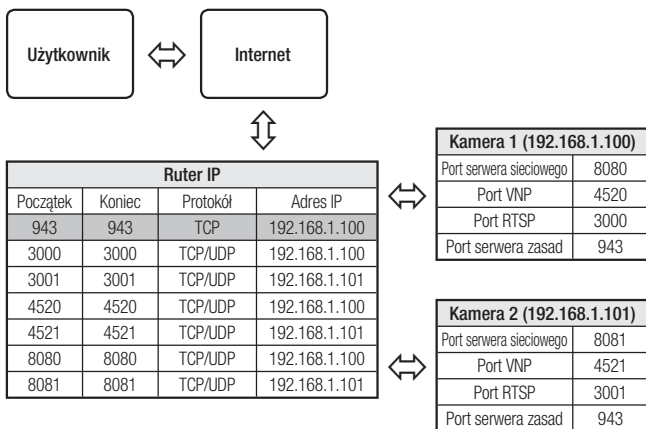 Użytkownik
Internet
Ruter IP
Początek Koniec Protokół Adres IP
943 943 TCP 192.168.1.100
3000 3000 TCP/UDP 192.168.1.100
3001 3001 TCP/UDP 192.168.1.101
4520 4520 TCP/UDP 192.168.1.100
4521 4521 TCP/UDP 192.168.1.101
8080 8080 TCP/UDP 192.168.1.100
8081 8081 TCP/UDP 192.168.1.101
Kamera 1 (192.168.1.100)
Port serwera sieciowego 8080
Port VNP 4520
Port RTSP 3000
Port serwera zasad 943
Kamera 2 (192.168.1.101)
Port serwera sieciowego 8081
Port VNP 4521
Port RTSP 3001
Port serwera zasad 943